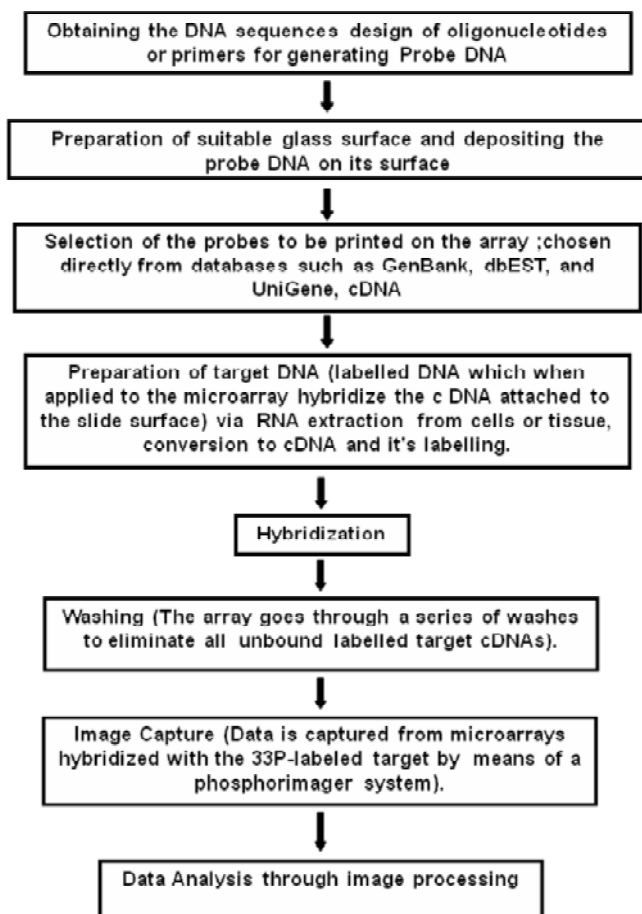 Obtaining the DNA sequences design of oligonucleotides
or primers for generating Probe DNA
Preparation of suitable glass surface and depositing the
probe DNA on its surface
Selection of the probes to be printed on the array ;chosen
directly from databases such as GenBank, dbEST, and
UniGene, cDNA
Preparation of target DNA (labelled DNA which when
applied to the microarray hybridize the c DNA attached to
the slide surface) via RNA extraction from cells or tissue,
conversion to cDNA and it's labelling.
Hybridization
Washing (The array goes through a series of washes
to eliminate all unbound labelled target cDNAs).
Image Capture (Data is captured from microarrays
hybridized with the 33P-labeled target by means of a
phosphorimager system).
Data Analysis through image processing